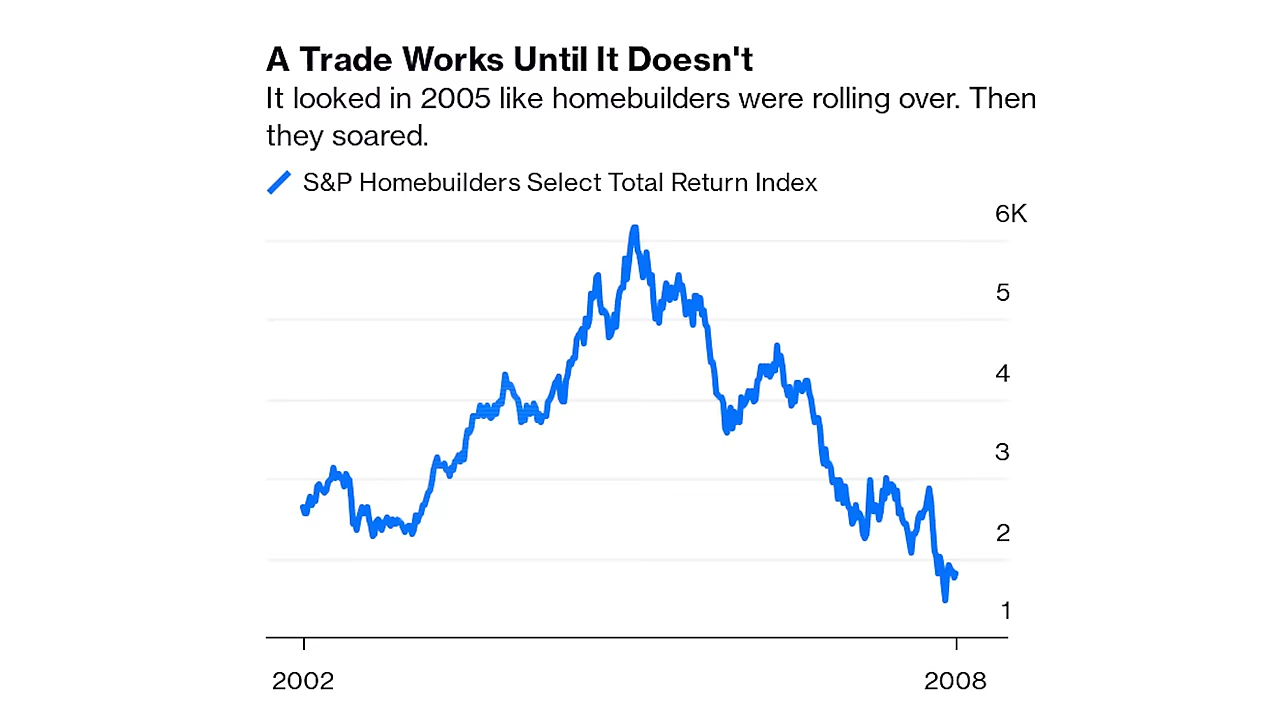 A Trade Works Until It Doesn't
It looked in 2005 like homebuilders were rolling over. Then
they soared.
S&P Homebuilders Select Total Return Index
6K
5
4
3
2
1
2002
2008